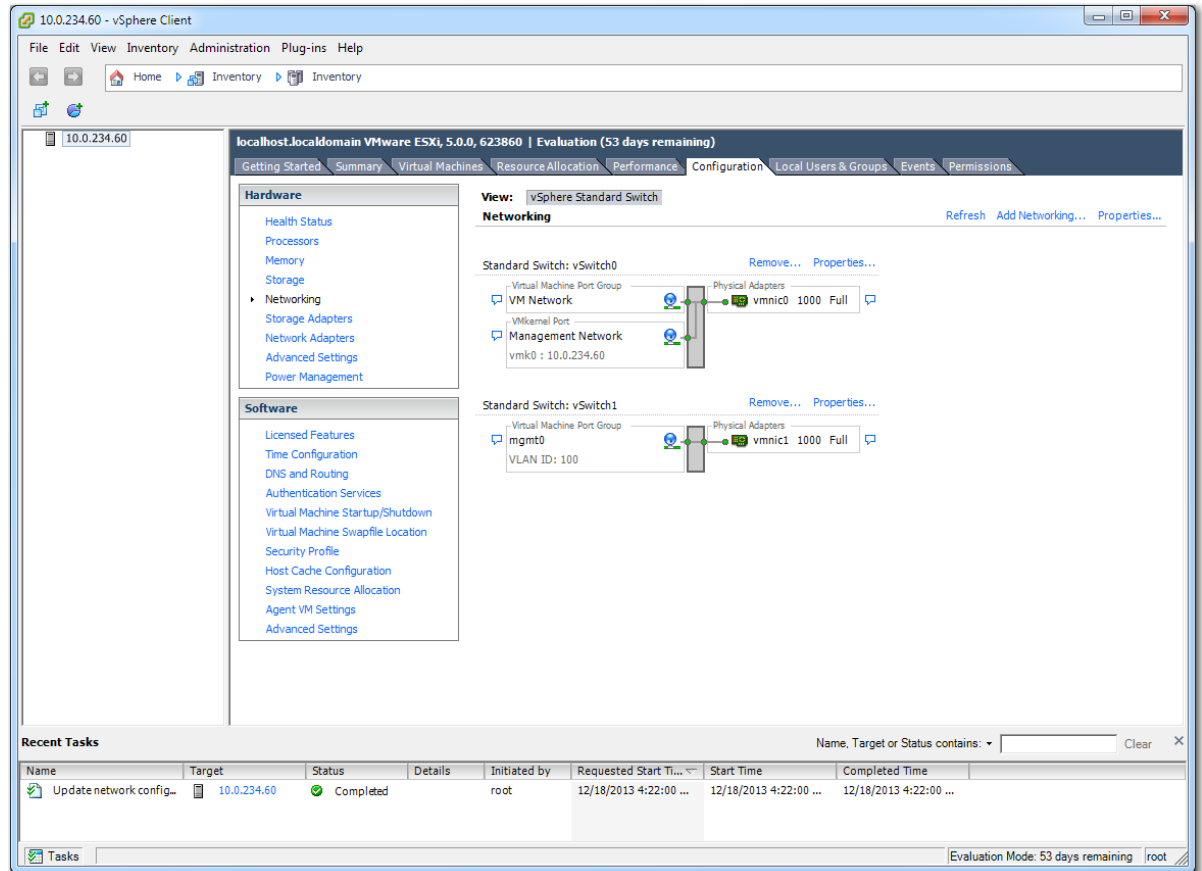 10.0.234.60 - vSphere Client
File Edit View Inventory Administration Plug-ins Help
Home Inventory Inventory
10.0.234.60
localhost.localdomain VMware ESXi, 5.0.0, 623860 | Evaluation (53 days remaining)
Getting Started Summary Virtual Machines Resource Allocation Performance Configuration Local Users & Groups Events Permissions
Hardware
Health Status
Processors
Memory
Storage
Networking
Storage Adapters
Network Adapters
Advanced Settings
Power Management
Software
Licensed Features
Time Configuration
DNS and Routing
Authentication Services
Virtual Machine Startup/Shutdown
Virtual Machine Swapfile Location
Security Profile
Host Cache Configuration
System Resource Allocation
Agent VM Settings
Advanced Settings
View: vSphere Standard Switch
Networking
Refresh Add Networking... Properties...
Standard Switch: vSwitch0 Remove... Properties...
Virtual Machine Port Group Physical Adapters
VM Network vmnic0 1000 Full
VMkernel Port
Management Network
vmk0 : 10.0.234.60
Standard Switch: vSwitch1 Remove... Properties...
Virtual Machine Port Group Physical Adapters
mgmt0 vmnic1 1000 Full
VLAN ID: 100
Recent Tasks
Name, Target or Status contains: Clear
Name Target Status Details Initiated by Requested Start Ti... Start Time Completed Time
Update network config... 10.0.234.60 Completed root 12/18/2013 4:22:00 ... 12/18/2013 4:22:00 ... 12/18/2013 4:22:00 ...
Tasks
Evaluation Mode: 53 days remaining root